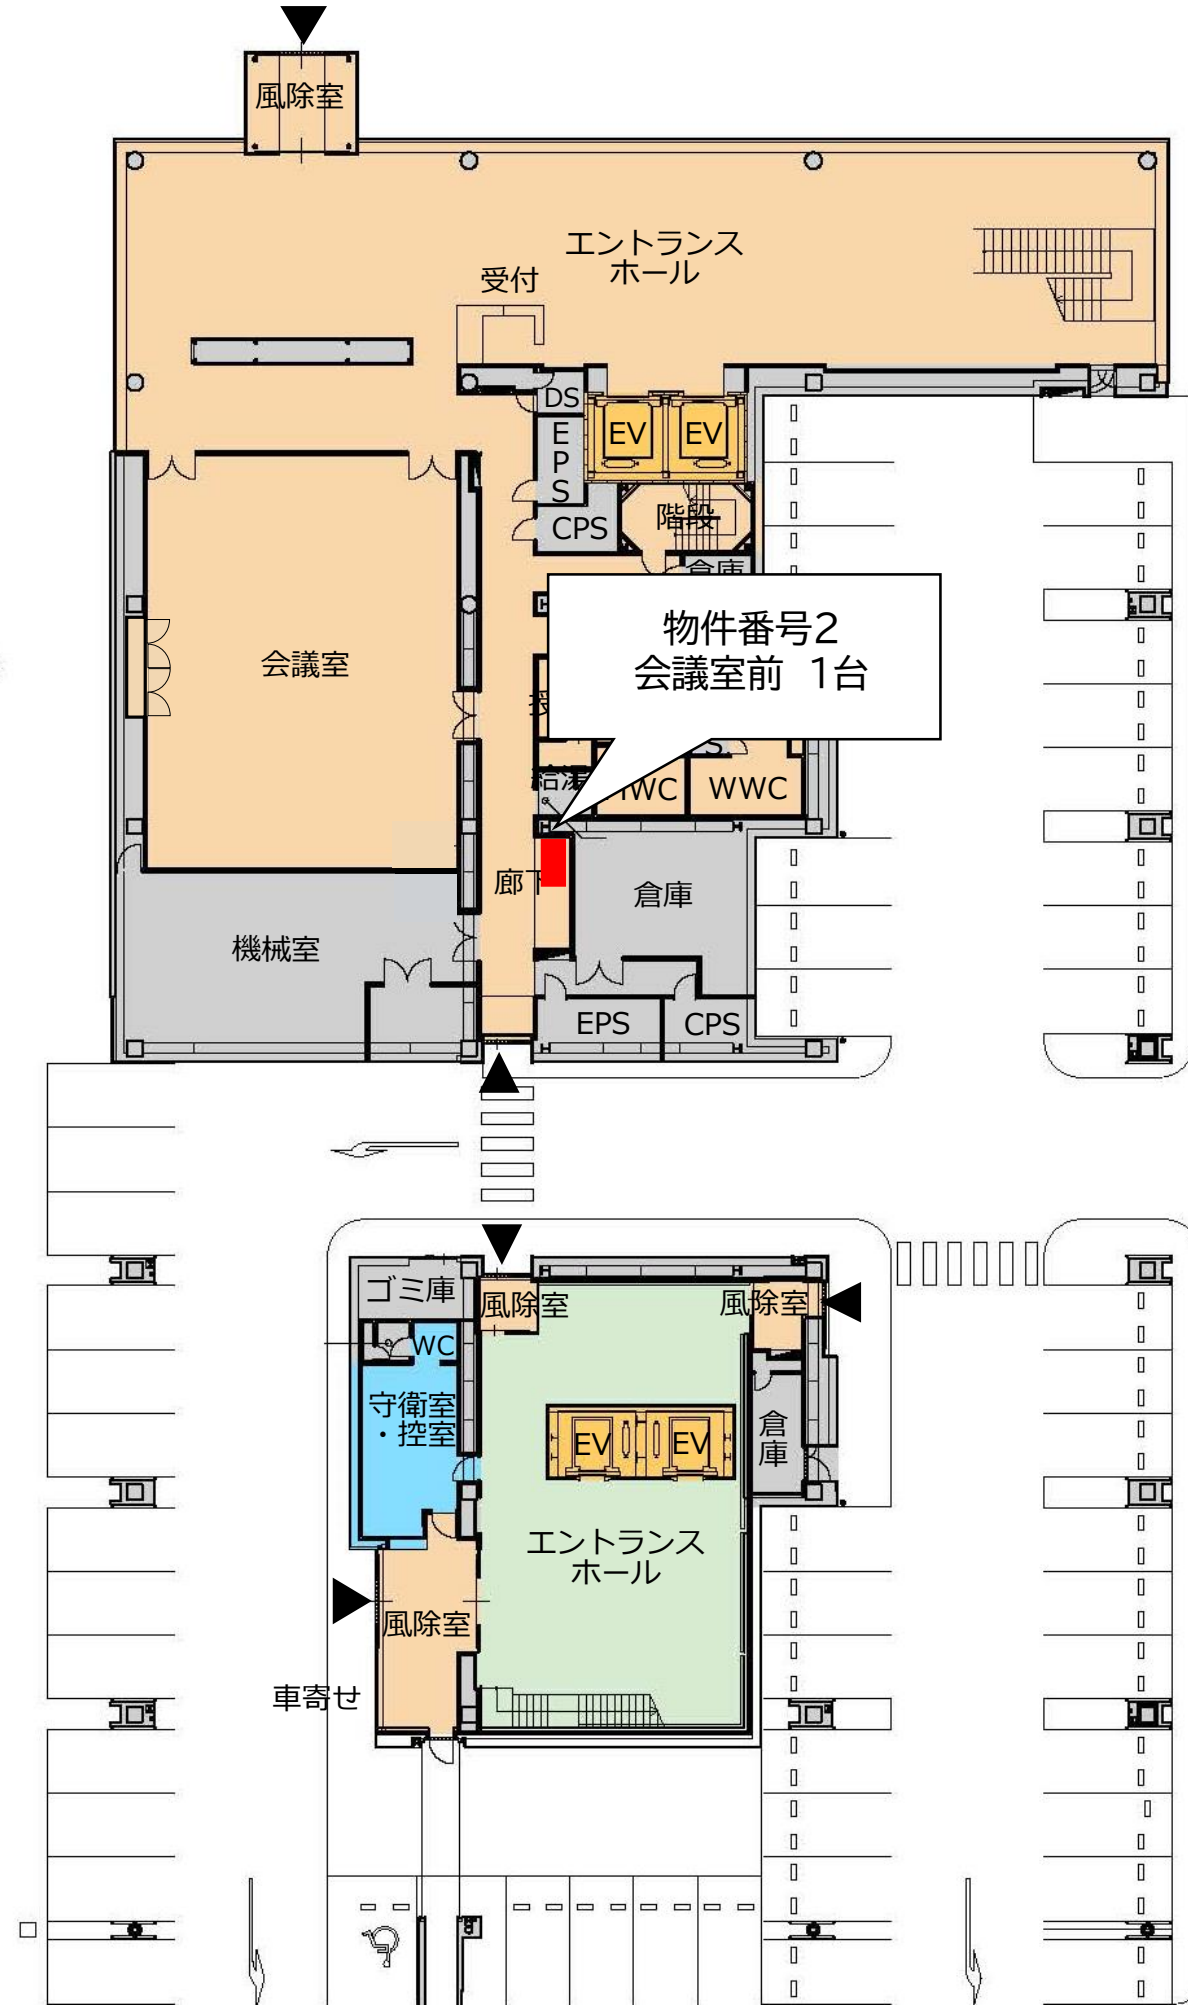 風除室
エントランス
ホール
受付
DS
EV
EV
E
P
S
CPS
階段
倉庫
物件番号2
会議室前 1台
会議室
S
給湯
WC
WWC
廊下
倉庫
機械室
EPS
CPS
ゴミ庫
風除室
風除室
WC
守衛室
・控室
EV
EV
倉
庫
エントランス
ホール
風除室
車寄せ